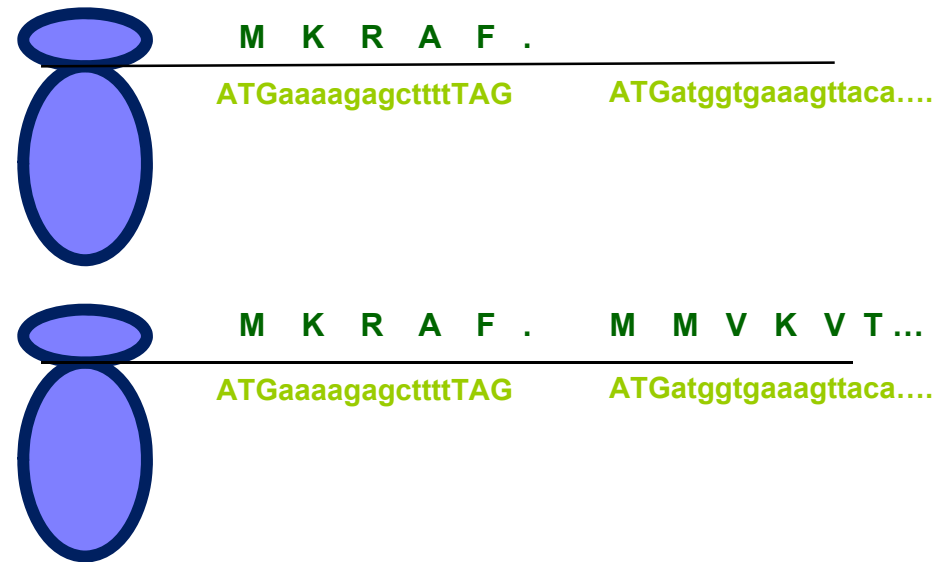 M K R A F .
ATGaaaagagcttttTAG ATGatggtgaaagttaca….
M K R A F . M M V K V T…
ATGaaaagagcttttTAG ATGatggtgaaagttaca….